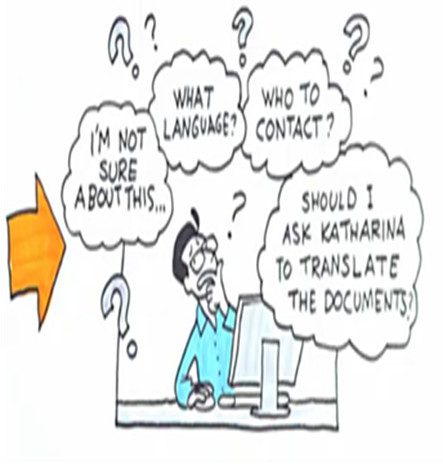 I'M NOT
SURE
ABOUT THIS...
WHAT
LANGUAGE?
WHO TO
CONTACT?
SHOULD I
ASK KATHARINA
TO TRANSLATE
THE DOCUMENTS?
?
?
?
?
?
?
?